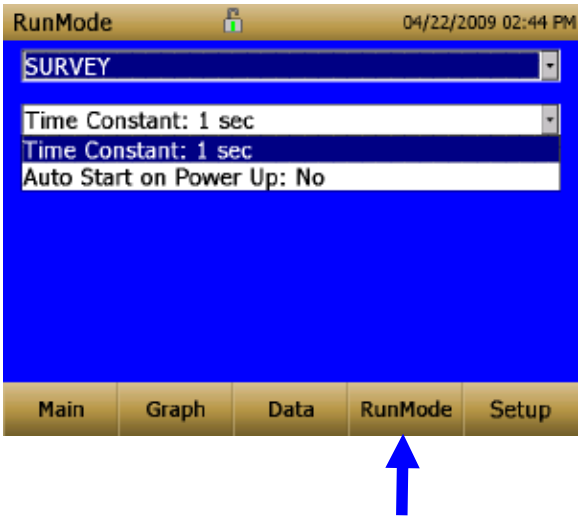 RunMode 04/22/2009 02:44 PM
SURVEY
Time Constant: 1 sec
Time Constant: 1 sec
Auto Start on Power Up: No
Main Graph Data RunMode Setup